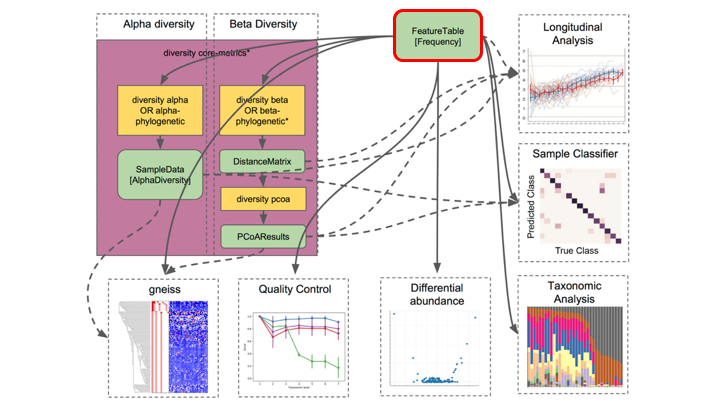 Alpha diversity
Beta Diversity
FeatureTable
[Frequency]
Longitudinal
Analysis
diversity core-metrics*
diversity alpha
OR alpha-
phylogenetic
diversity beta
OR beta-
phylogenetic*
SampleData
[AlphaDiversity]
DistanceMatrix
diversity pcoa
PCoAResults
Sample Classifier
Predicted Class
True Class
gneiss
Quality Control
Differential
abundance
Taxonomic
Analysis